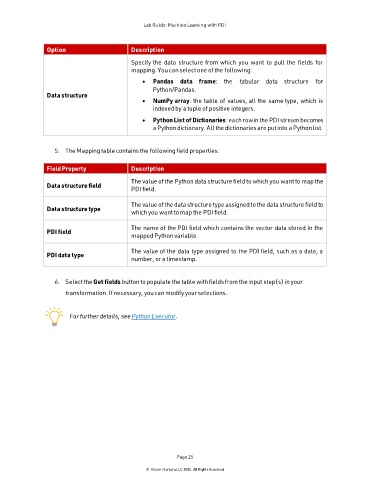 Lab Guide: Machine Learning with PDI
Option Description
Specify the data structure from which you want to pull the fields for
mapping. You can select one of the following:
• Pandas data frame: the tabular data structure for
Python/Pandas.
Data structure
• NumPy array: the table of values, all the same type, which is
indexed by a tuple of positive integers.
• Python List of Dictionaries: each row in the PDI stream becomes
a Python dictionary. All the dictionaries are put into a Python list.
5. The Mapping table contains the following field properties:
Field Property Description
Data structure field
The value of the Python data structure field to which you want to map the
PDI field.
Data structure type
The value of the data structure type assigned to the data structure field to
which you want to map the PDI field.
PDI field
The name of the PDI field which contains the vector data stored in the
mapped Python variable.
PDI data type
The value of the data type assigned to the PDI field, such as a date, a
number, or a timestamp.
6. Select the Get fields button to populate the table with fields from the input step(s) in your
transformation. If necessary, you can modify your selections.
For further details, see Python Executor.
Page 25
© Hitachi Vantara LLC 2020. All Rights Reserved